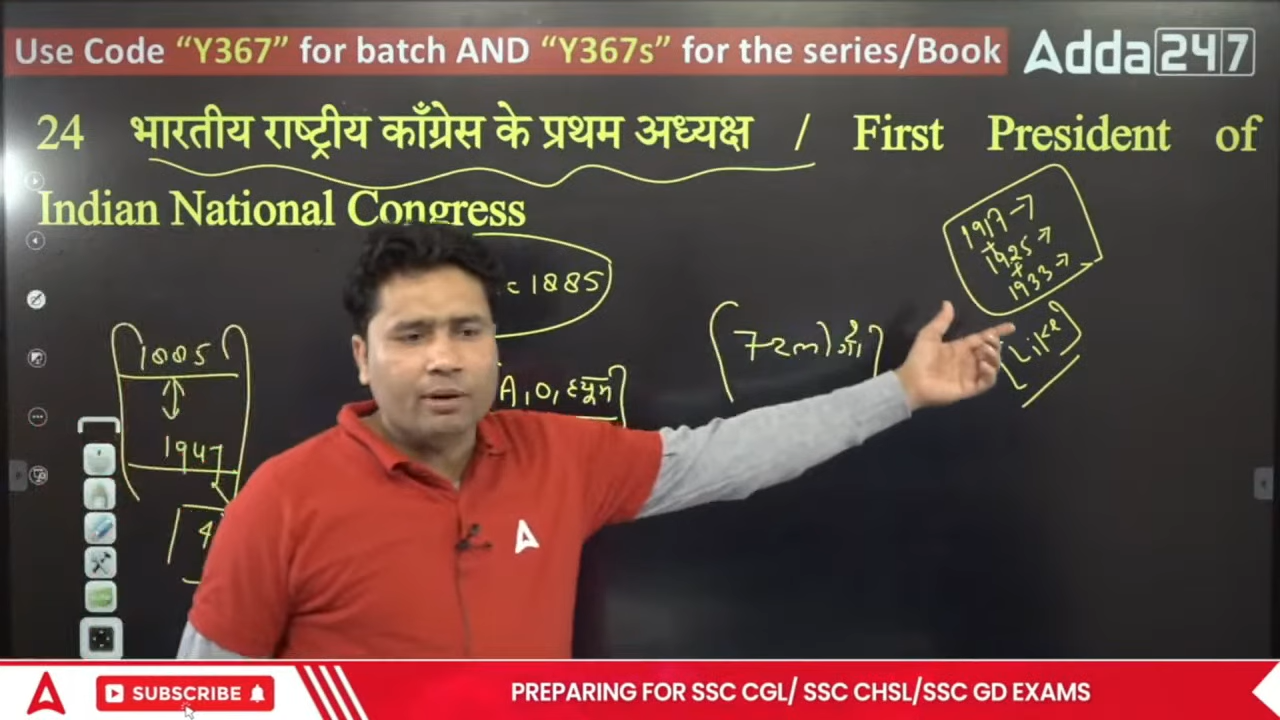 Use Code “Y367” for batch AND “Y367s” for the series/Book
Adda247
24 भारतीय राष्ट्रीय काँग्रेस के प्रथम अध्यक्ष / First President of
Indian National Congress
= 1885
1917 →
+
1925 →
+
1933 →
Like
1885
1947
A, O, ह्यूम
4
SUBSCRIBE
PREPARING FOR SSC CGL/ SSC CHSL/SSC GD EXAMS